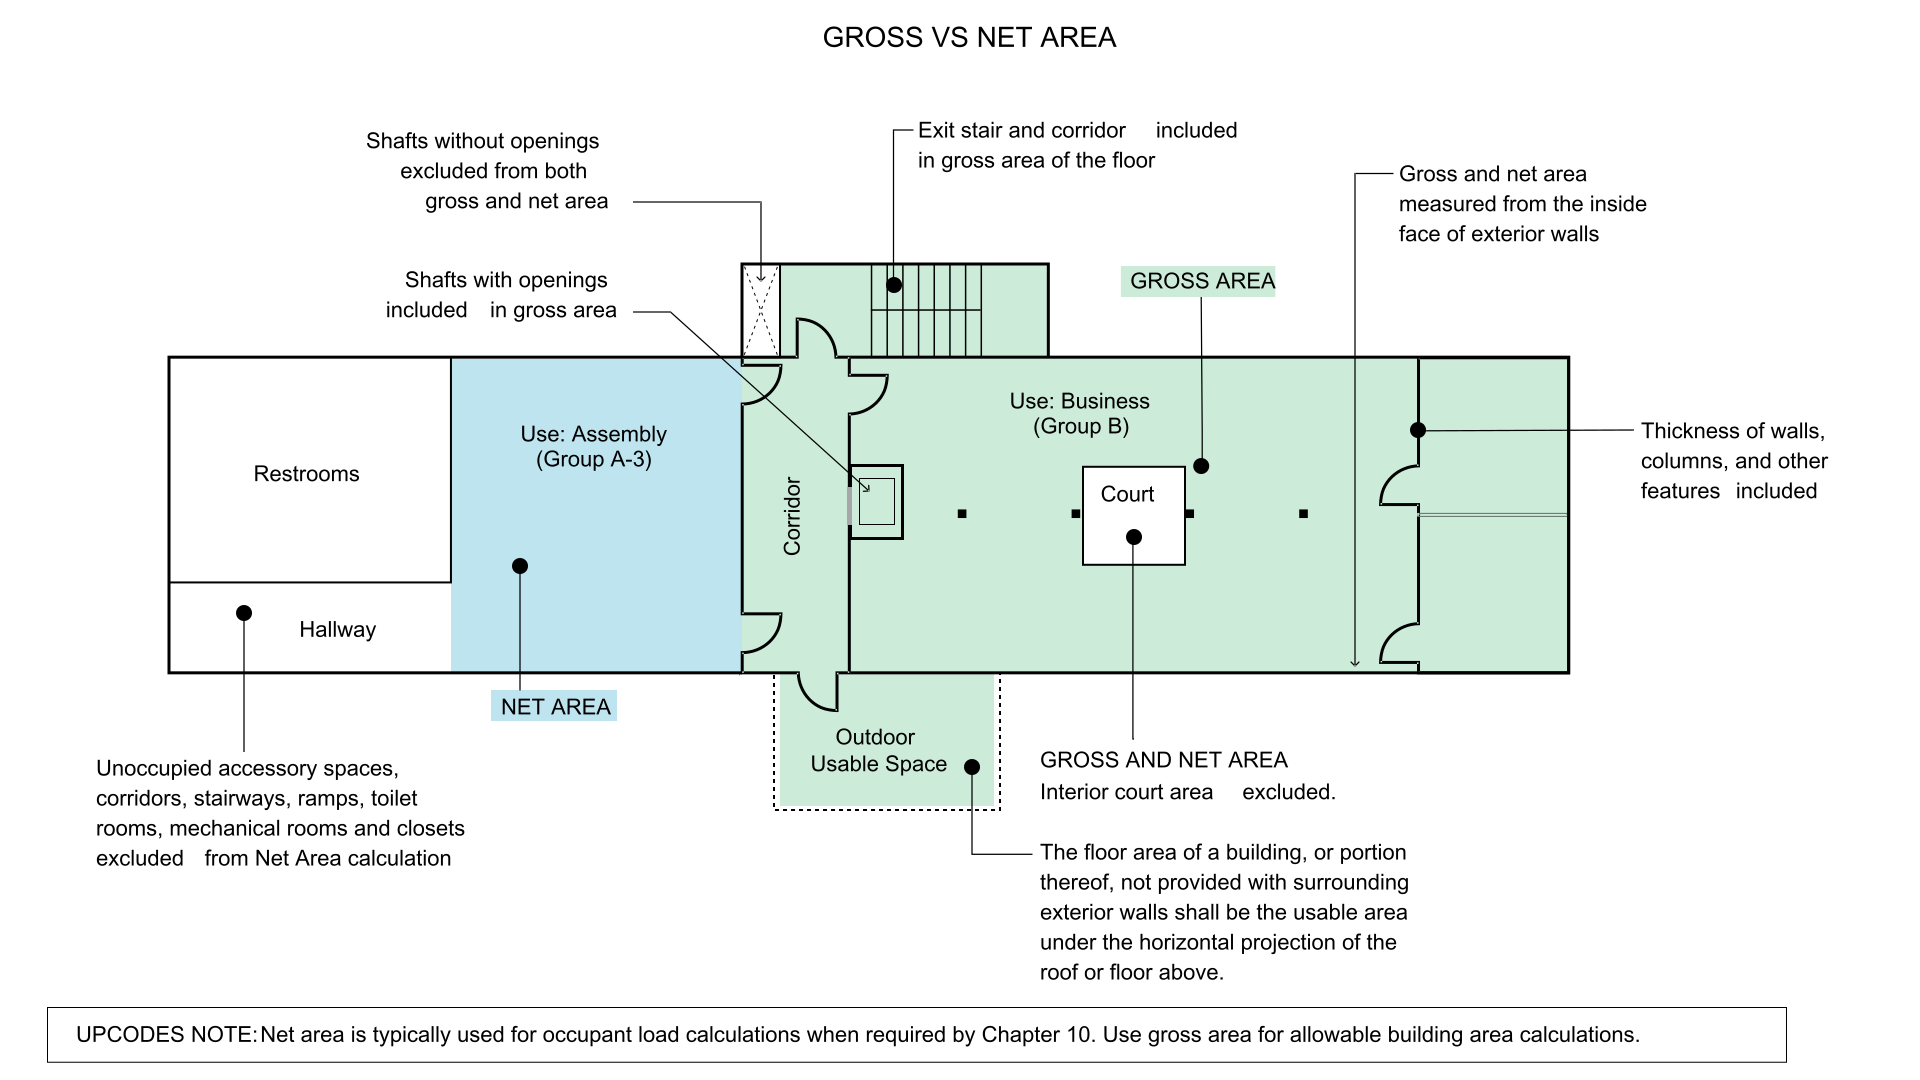 GROSS VS NET AREA
Shafts without openings
excluded from both
gross and net area
Exit stair and corridor included
in gross area of the floor
Gross and net area
measured from the inside
face of exterior walls
Shafts with openings
included in gross area
GROSS AREA
Restrooms
Use: Assembly
(Group A-3)
Corridor
Use: Business
(Group B)
Court
Thickness of walls,
columns, and other
features included
Hallway
NET AREA
Outdoor
Usable Space
Unoccupied accessory spaces,
corridors, stairways, ramps, toilet
rooms, mechanical rooms and closets
excluded from Net Area calculation
GROSS AND NET AREA
Interior court area excluded.
The floor area of a building, or portion
thereof, not provided with surrounding
exterior walls shall be the usable area
under the horizontal projection of the
roof or floor above.
UPCODES NOTE: Net area is typically used for occupant load calculations when required by Chapter 10. Use gross area for allowable building area calculations.